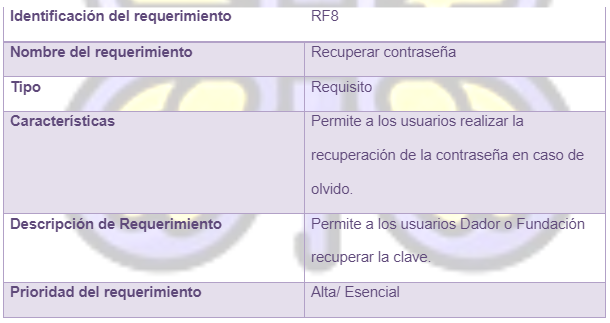 Identificación del requerimiento RF8
Nombre del requerimiento Recuperar contraseña
Tipo Requisito
Características Permite a los usuarios realizar la
recuperación de la contraseña en caso de
olvido.
Descripción de Requerimiento Permite a los usuarios Dador o Fundación
recuperar la clave.
Prioridad del requerimiento Alta/ Esencial